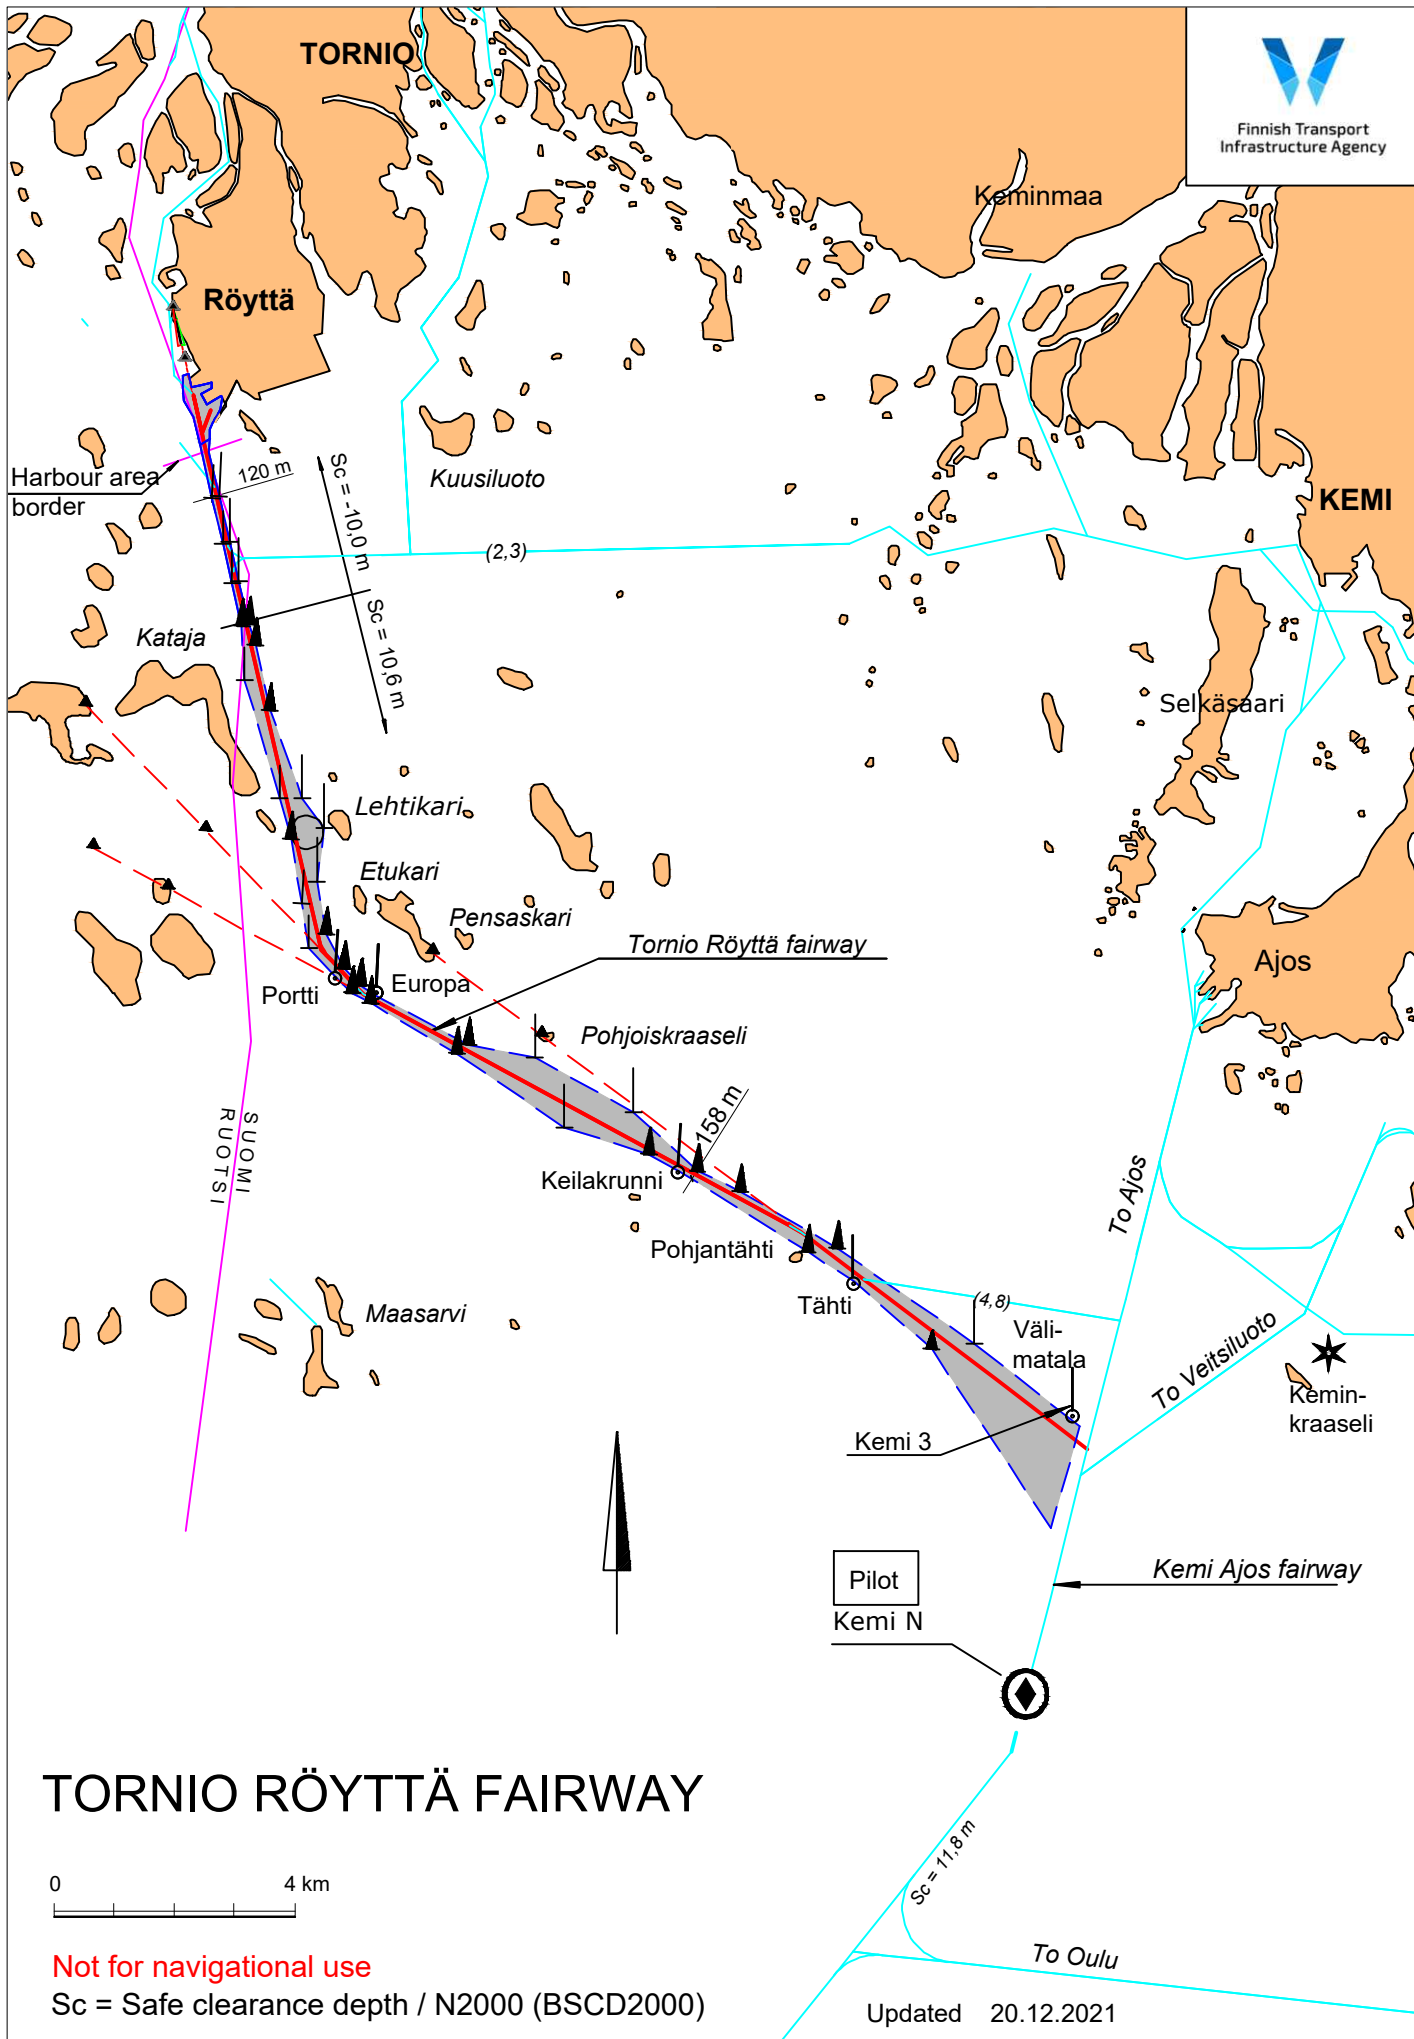 TORNIO
Finnish Transport
Infrastructure Agency
Keminmaa
Röyttä
Harbour area
border
120 m
Sc = -10,0 m
Kuusiluoto
KEMI
(2,3)
Sc = 10,6 m
Kataja
Selkäsaari
Lehtikari
Etukari
Pensaskari
Tornio Röyttä fairway
Ajos
Portti
Europa
Pohjoiskraaseli
158 m
SUOMI
RUOTSI
Keilakrunni
To Ajos
Pohjantähti
Tähti
(4,8)
Maasarvi
Väli-
matala
To Veitsiluoto
Kemin-
kraaseli
Kemi 3
Pilot
Kemi N
Kemi Ajos fairway
TORNIO RÖYTTÄ FAIRWAY
Sc = 11,8 m
0 4 km
To Oulu
Not for navigational use
Sc = Safe clearance depth / N2000 (BSCD2000)
Updated 20.12.2021